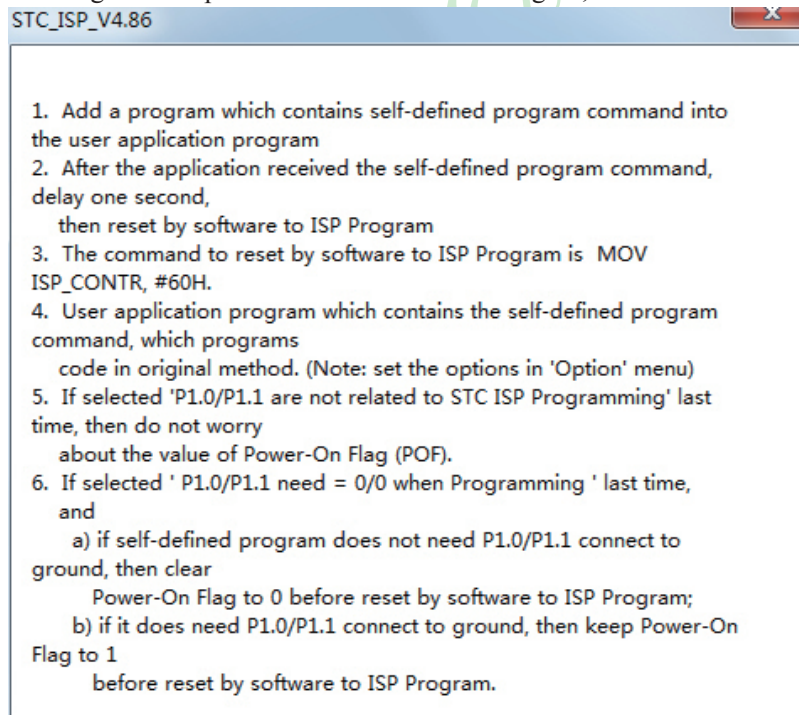 STC_ISP_V4.86
1. Add a program which contains self-defined program command into
the user application program
2. After the application received the self-defined program command,
delay one second,
then reset by software to ISP Program
3. The command to reset by software to ISP Program is MOV
ISP_CONTR, #60H.
4. User application program which contains the self-defined program
command, which programs
code in original method. (Note: set the options in 'Option' menu)
5. If selected 'P1.0/P1.1 are not related to STC ISP Programming' last
time, then do not worry
about the value of Power-On Flag (POF).
6. If selected ' P1.0/P1.1 need = 0/0 when Programming ' last time,
and
a) if self-defined program does not need P1.0/P1.1 connect to
ground, then clear
Power-On Flag to 0 before reset by software to ISP Program;
b) if it does need P1.0/P1.1 connect to ground, then keep Power-On
Flag to 1
before reset by software to ISP Program.